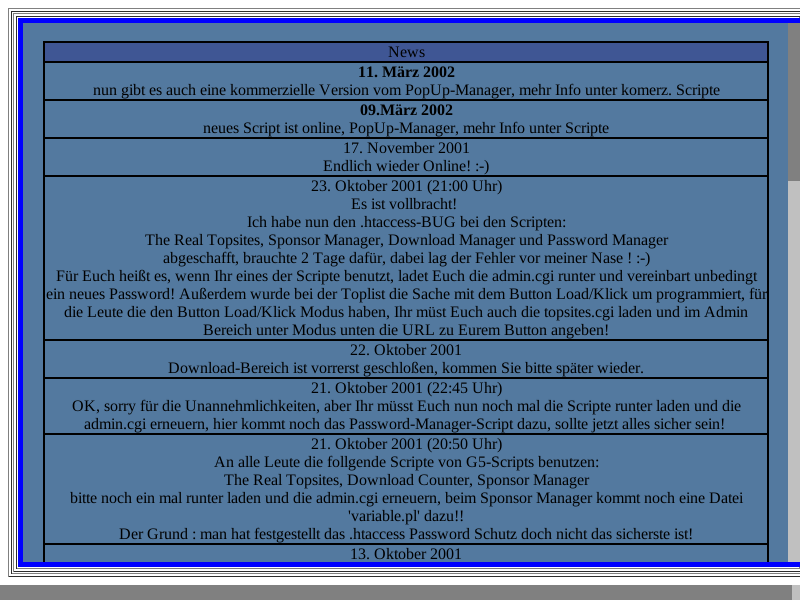 News
11. März 2002
nun gibt es auch eine kommerzielle Version vom PopUp-Manager, mehr Info unter komerz. Scripte
09.März 2002
neues Script ist online, PopUp-Manager, mehr Info unter Scripte
17. November 2001
Endlich wieder Online! :-)
23. Oktober 2001 (21:00 Uhr)
Es ist vollbracht!
Ich habe nun den .htaccess-BUG bei den Scripten:
The Real Topsites, Sponsor Manager, Download Manager und Password Manager
abgeschafft, brauchte 2 Tage dafür, dabei lag der Fehler vor meiner Nase ! :-)
Für Euch heißt es, wenn Ihr eines der Scripte benutzt, ladet Euch die admin.cgi runter und vereinbart unbedingt
ein neues Password! Außerdem wurde bei der Toplist die Sache mit dem Button Load/Klick um programmiert, für
die Leute die den Button Load/Klick Modus haben, Ihr müst Euch auch die topsites.cgi laden und im Admin
Bereich unter Modus unten die URL zu Eurem Button angeben!
22. Oktober 2001
Download-Bereich ist vorrerst geschloßen, kommen Sie bitte später wieder.
21. Oktober 2001 (22:45 Uhr)
OK, sorry für die Unannehmlichkeiten, aber Ihr müsst Euch nun noch mal die Scripte runter laden und die
admin.cgi erneuern, hier kommt noch das Password-Manager-Script dazu, sollte jetzt alles sicher sein!
21. Oktober 2001 (20:50 Uhr)
An alle Leute die follgende Scripte von G5-Scripts benutzen:
The Real Topsites, Download Counter, Sponsor Manager
bitte noch ein mal runter laden und die admin.cgi erneuern, beim Sponsor Manager kommt noch eine Datei
'variable.pl' dazu!!
Der Grund : man hat festgestellt das .htaccess Password Schutz doch nicht das sicherste ist!
13. Oktober 2001